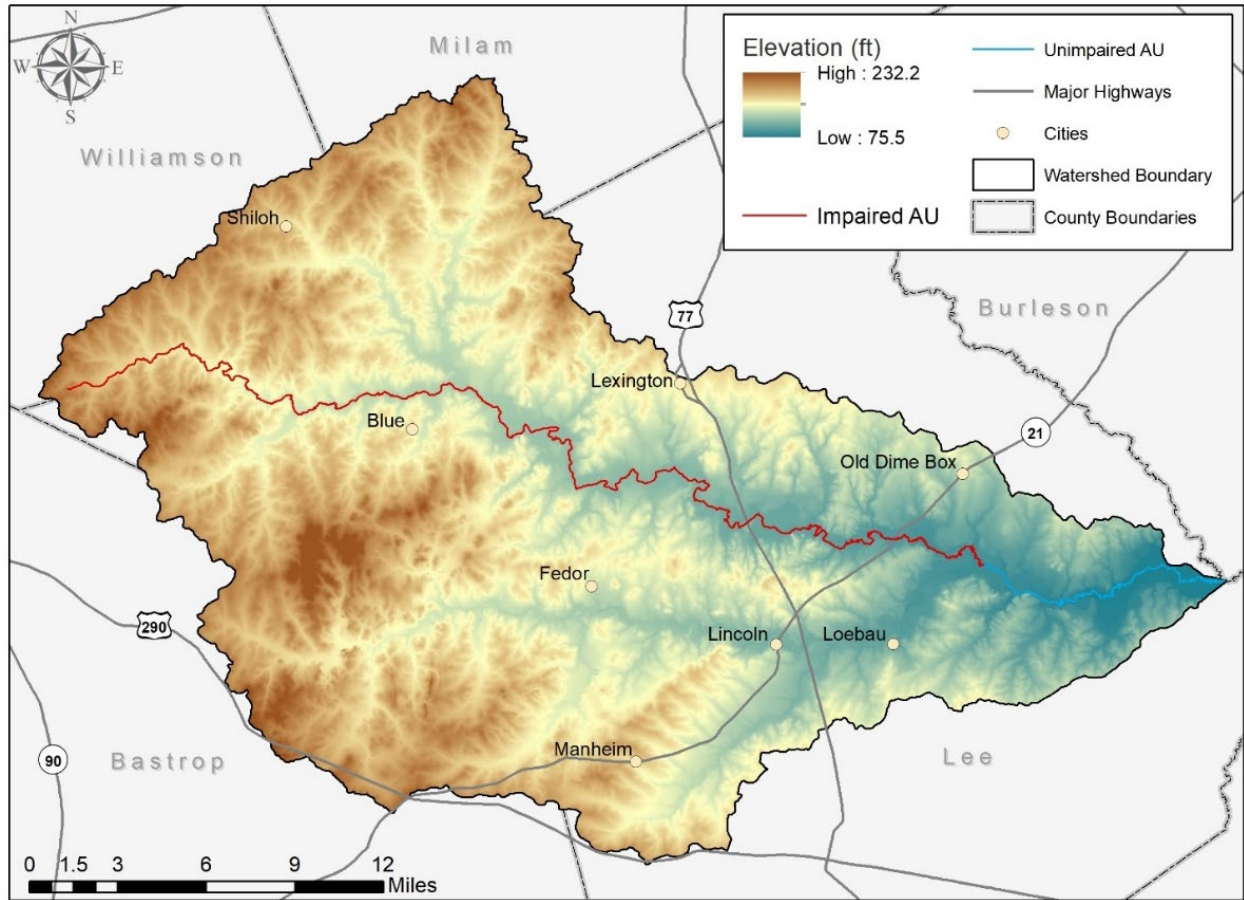 N
W E
S
Milam
Williamson
Burleson
Bastrop
Lee
Elevation (ft)
High : 232.2
Low : 75.5
Impaired AU
Unimpaired AU
Major Highways
Cities
Watershed Boundary
County Boundaries
Shiloh
77
Lexington
Blue
21
Old Dime Box
Fedor
290
Lincoln
Loebau
Manheim
90
0 1.5 3 6 9 12
Miles